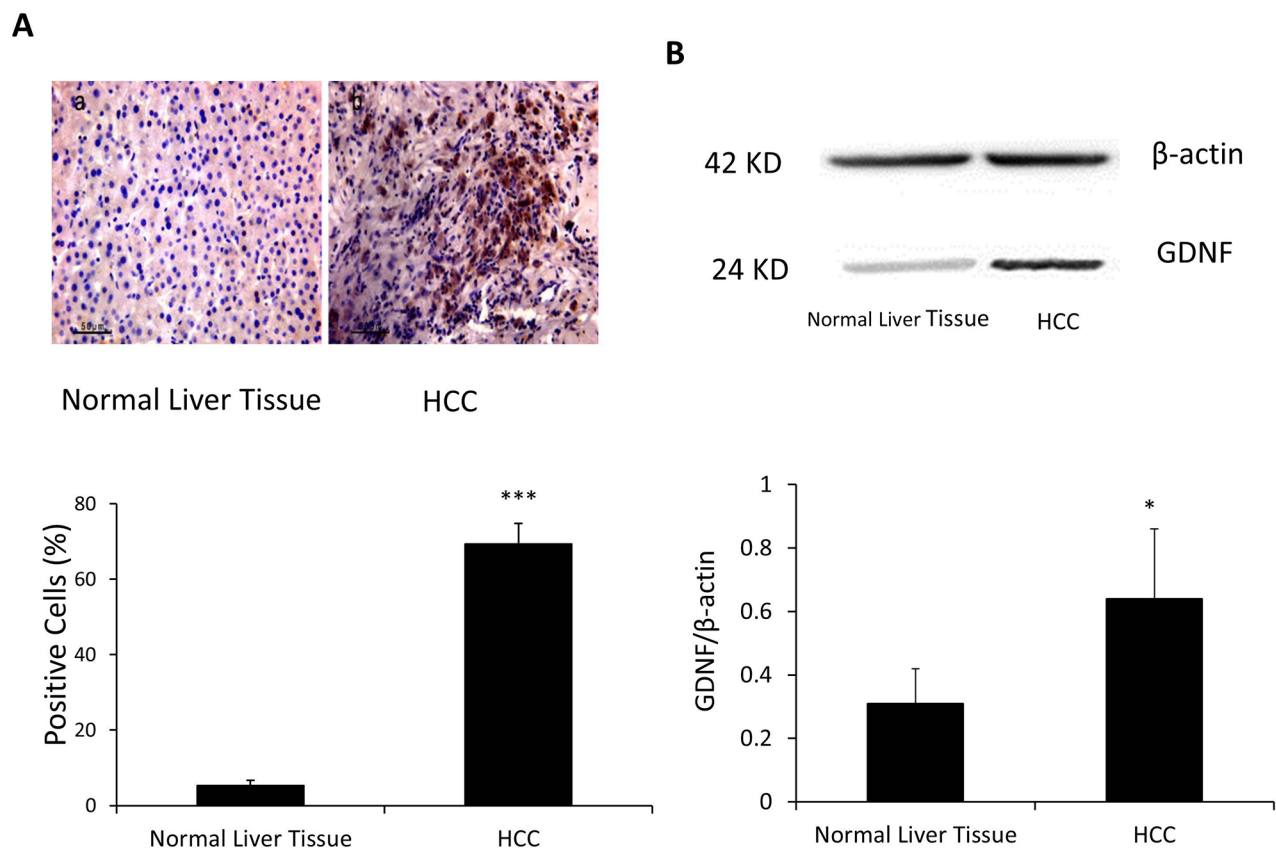 A
a
b
50μm
Normal Liver Tissue
HCC
80
60
40
20
0
Positive Cells (%)
***
Normal Liver Tissue
HCC
B
42 KD
β-actin
24 KD
GDNF
Normal Liver Tissue
HCC
1
0.8
0.6
0.4
0.2
0
GDNF/β-actin
*
Normal Liver Tissue
HCC